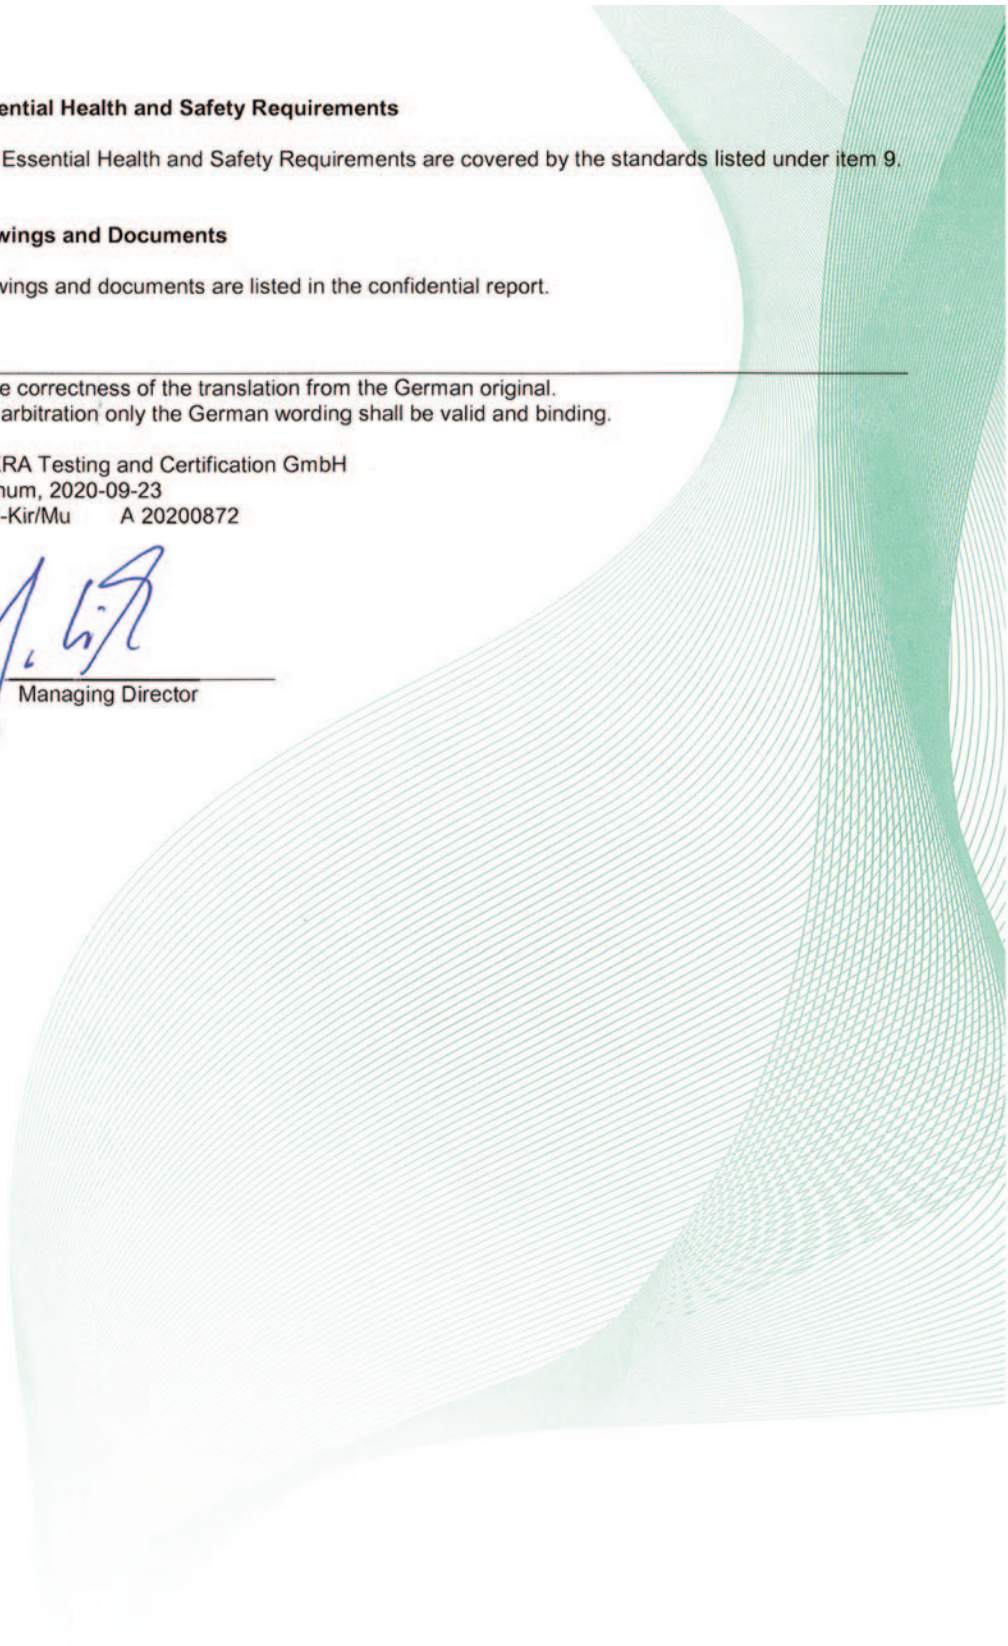 ential Health and Safety Requirements
Essential Health and Safety Requirements are covered by the standards listed under item 9.
wings and Documents
wings and documents are listed in the confidential report.
e correctness of the translation from the German original.
arbitration only the German wording shall be valid and binding.
RA Testing and Certification GmbH
num, 2020-09-23
-Kir/Mu A 20200872
Managing Director